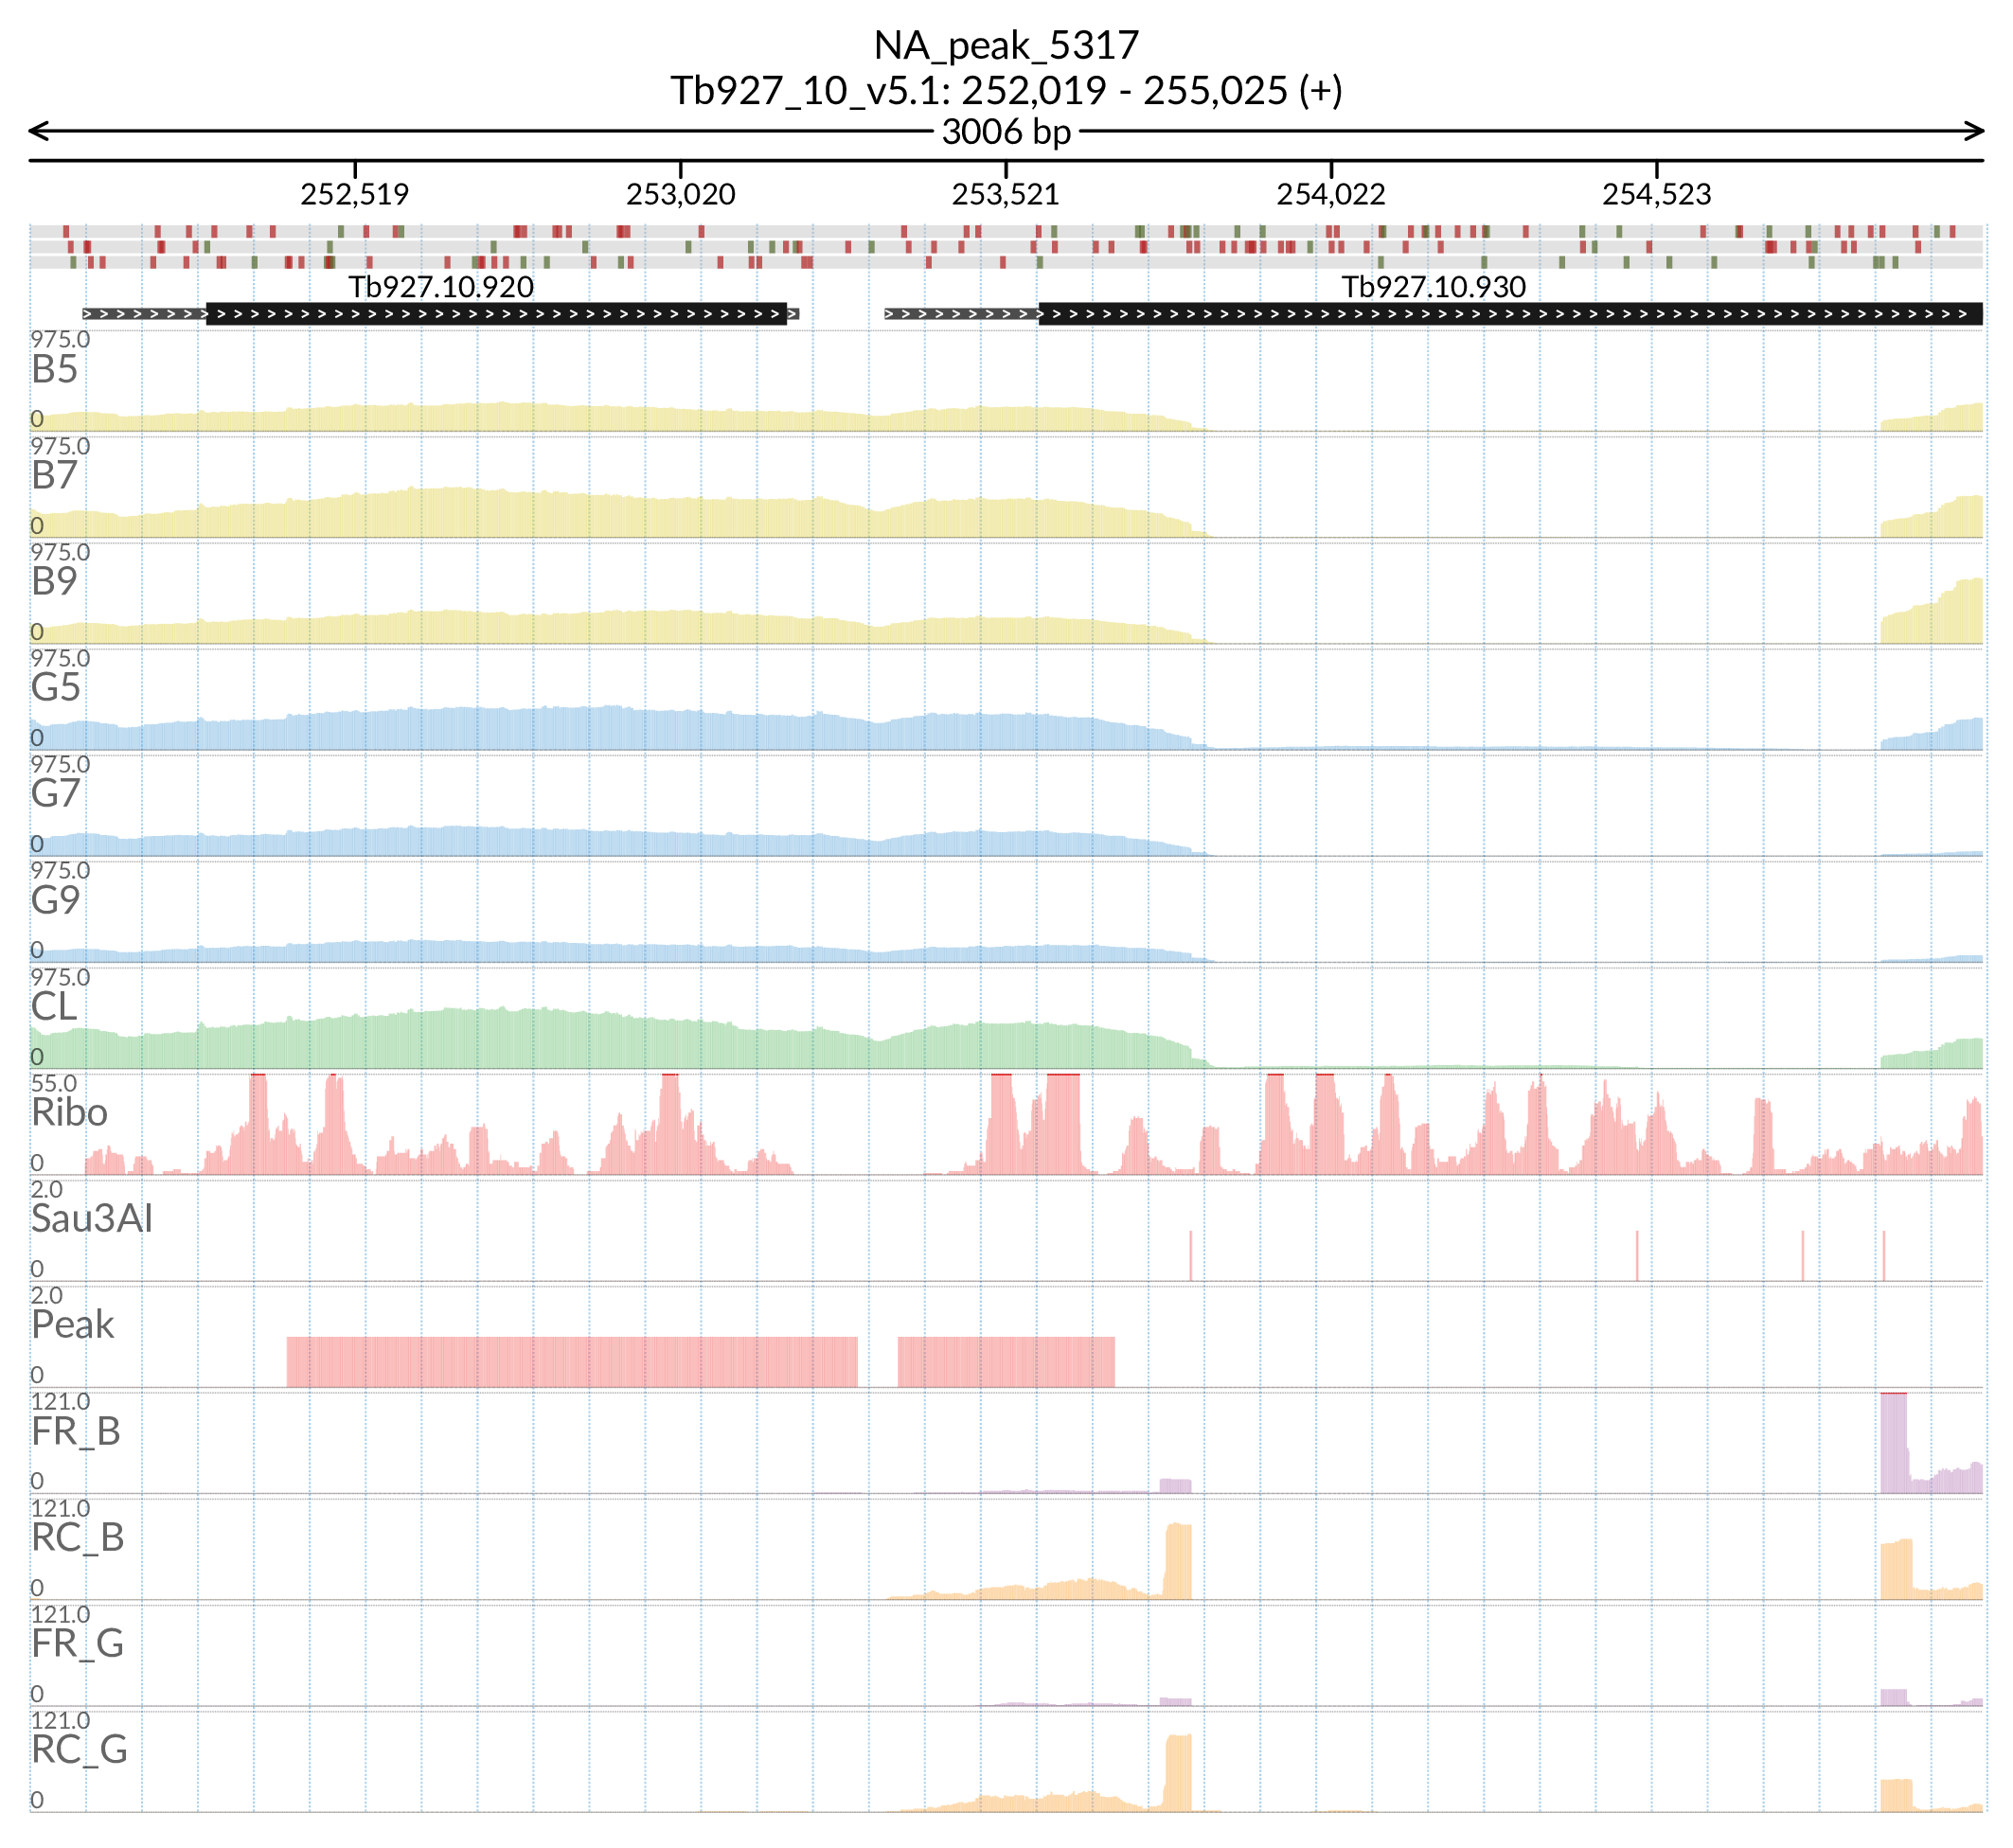 NA_peak_5317
Tb927_10_v5.1: 252,019 - 255,025 (+)
3006 bp
252,519 253,020 253,521 254,022 254,523
Tb927.10.920 Tb927.10.930
975.0
B5
0
975.0
B7
0
975.0
B9
0
975.0
G5
0
975.0
G7
0
975.0
G9
0
975.0
CL
0
55.0
Ribo
0
2.0
Sau3AI
0
2.0
Peak
0
121.0
FR_B
0
121.0
RC_B
0
121.0
FR_G
0
121.0
RC_G
0